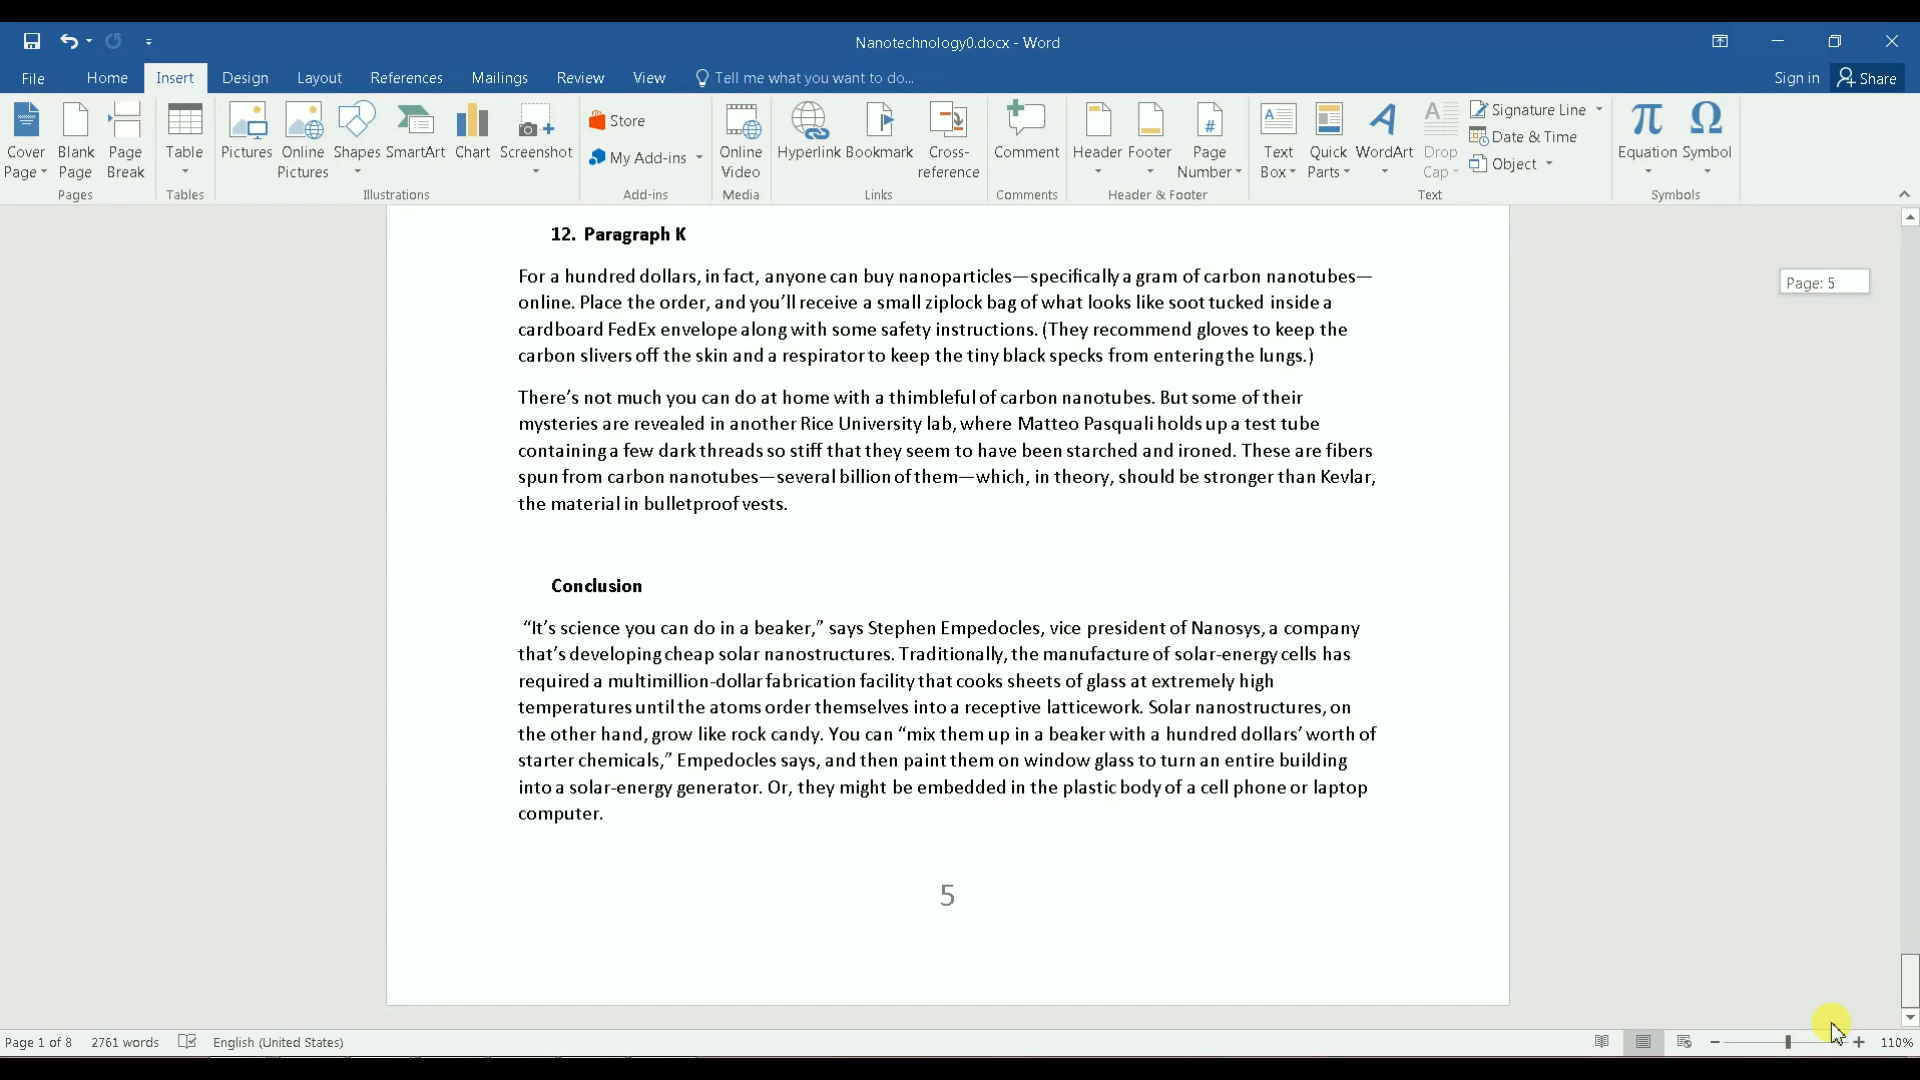 Nanotechnology0.docx - Word
File Home Insert Design Layout References Mailings Review View Tell me what you want to do... Sign in Share
Cover Page
Blank Page
Page Break
Pages
Table
Tables
Pictures
Online Pictures
Shapes
SmartArt
Chart
Screenshot
Illustrations
Store
My Add-ins
Add-ins
Online Video
Media
Hyperlink
Bookmark
Cross-reference
Links
Comment
Comments
Header
Footer
Page Number
Header & Footer
Text Box
Quick Parts
WordArt
Drop Cap
Signature Line
Date & Time
Object
Text
Equation
Symbol
Symbols
12. Paragraph K
For a hundred dollars, in fact, anyone can buy nanoparticles—specifically a gram of carbon nanotubes—
online. Place the order, and you’ll receive a small ziplock bag of what looks like soot tucked inside a
cardboard FedEx envelope along with some safety instructions. (They recommend gloves to keep the
carbon slivers off the skin and a respirator to keep the tiny black specks from entering the lungs.)
There’s not much you can do at home with a thimbleful of carbon nanotubes. But some of their
mysteries are revealed in another Rice University lab, where Matteo Pasquali holds up a test tube
containing a few dark threads so stiff that they seem to have been starched and ironed. These are fibers
spun from carbon nanotubes—several billion of them—which, in theory, should be stronger than Kevlar,
the material in bulletproof vests.
Conclusion
“It’s science you can do in a beaker,” says Stephen Empedocles, vice president of Nanosys, a company
that’s developing cheap solar nanostructures. Traditionally, the manufacture of solar-energy cells has
required a multimillion-dollar fabrication facility that cooks sheets of glass at extremely high
temperatures until the atoms order themselves into a receptive latticework. Solar nanostructures, on
the other hand, grow like rock candy. You can “mix them up in a beaker with a hundred dollars’ worth of
starter chemicals,” Empedocles says, and then paint them on window glass to turn an entire building
into a solar-energy generator. Or, they might be embedded in the plastic body of a cell phone or laptop
computer.
5
Page: 5
Page 1 of 8 2761 words English (United States) 110%